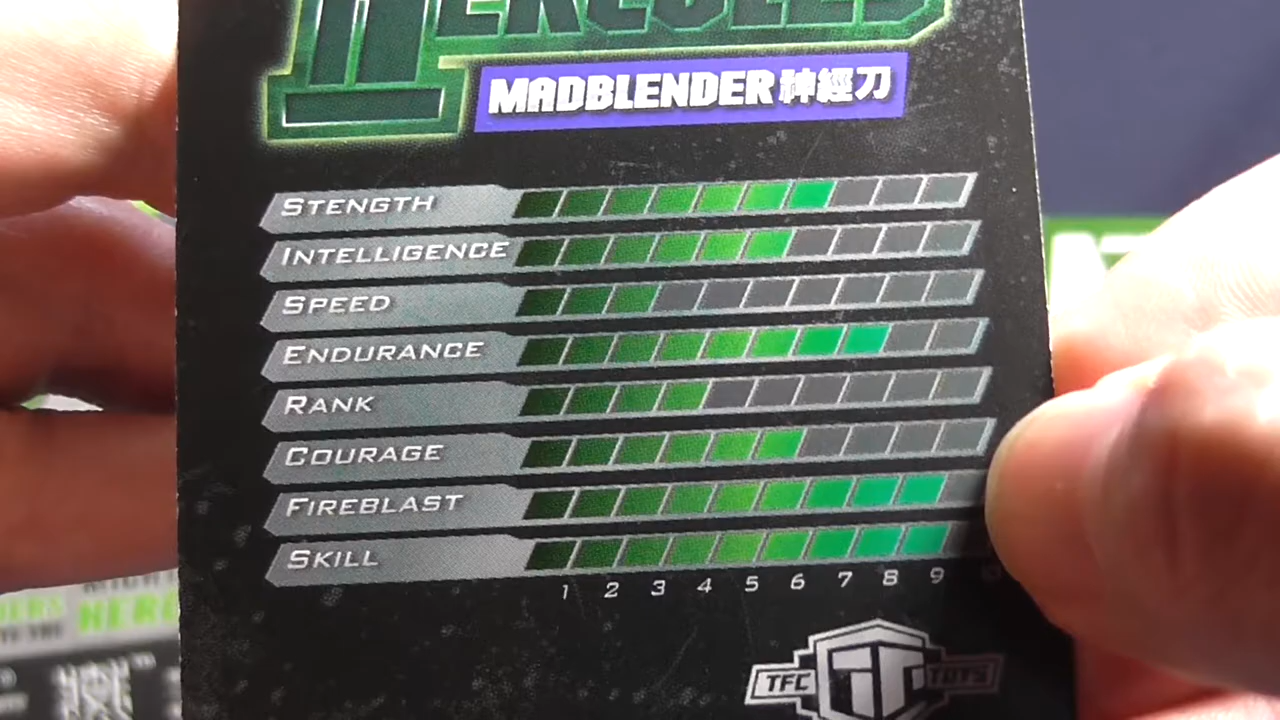 HERCULES
MADBLENDER神經刀
STENGTH
INTELLIGENCE
SPEED
ENDURANCE
RANK
COURAGE
FIREBLAST
SKILL
1 2 3 4 5 6 7 8 9
TFC TOYS